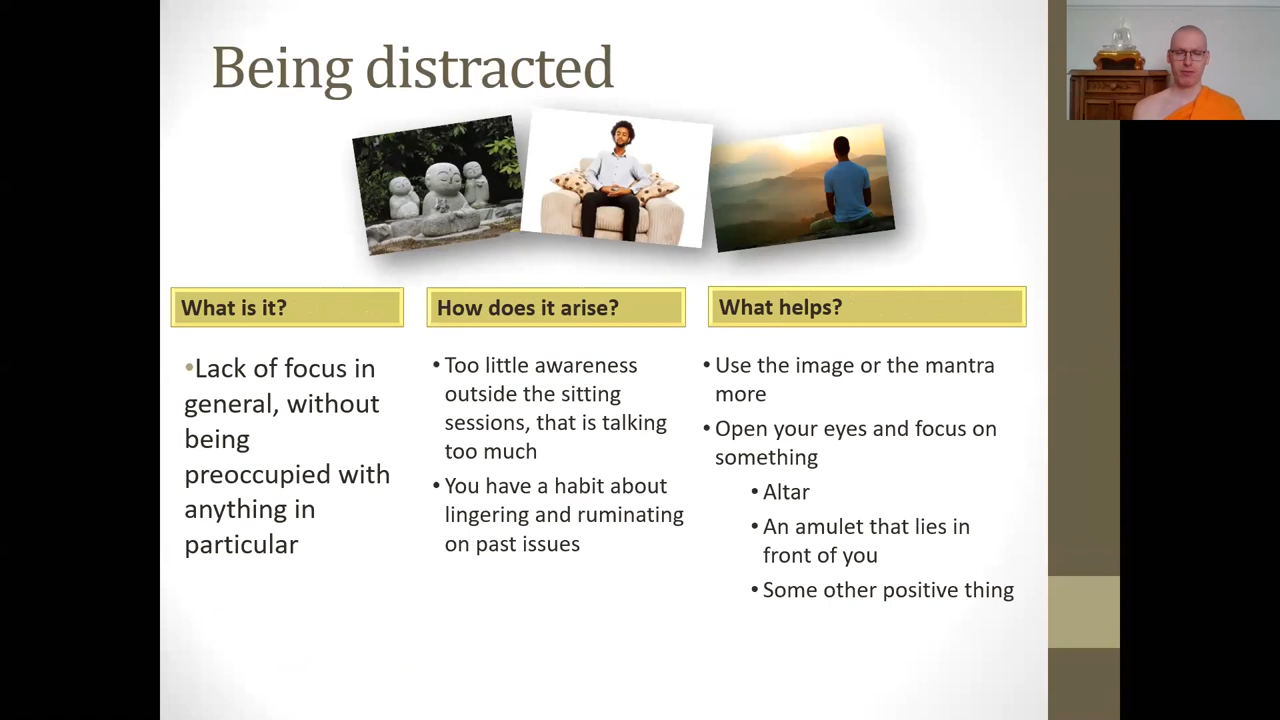 Being distracted
What is it?
•Lack of focus in
general, without
being
preoccupied with
anything in
particular
How does it arise?
• Too little awareness
outside the sitting
sessions, that is talking
too much
• You have a habit about
lingering and ruminating
on past issues
What helps?
• Use the image or the mantra
more
• Open your eyes and focus on
something
• Altar
• An amulet that lies in
front of you
• Some other positive thing